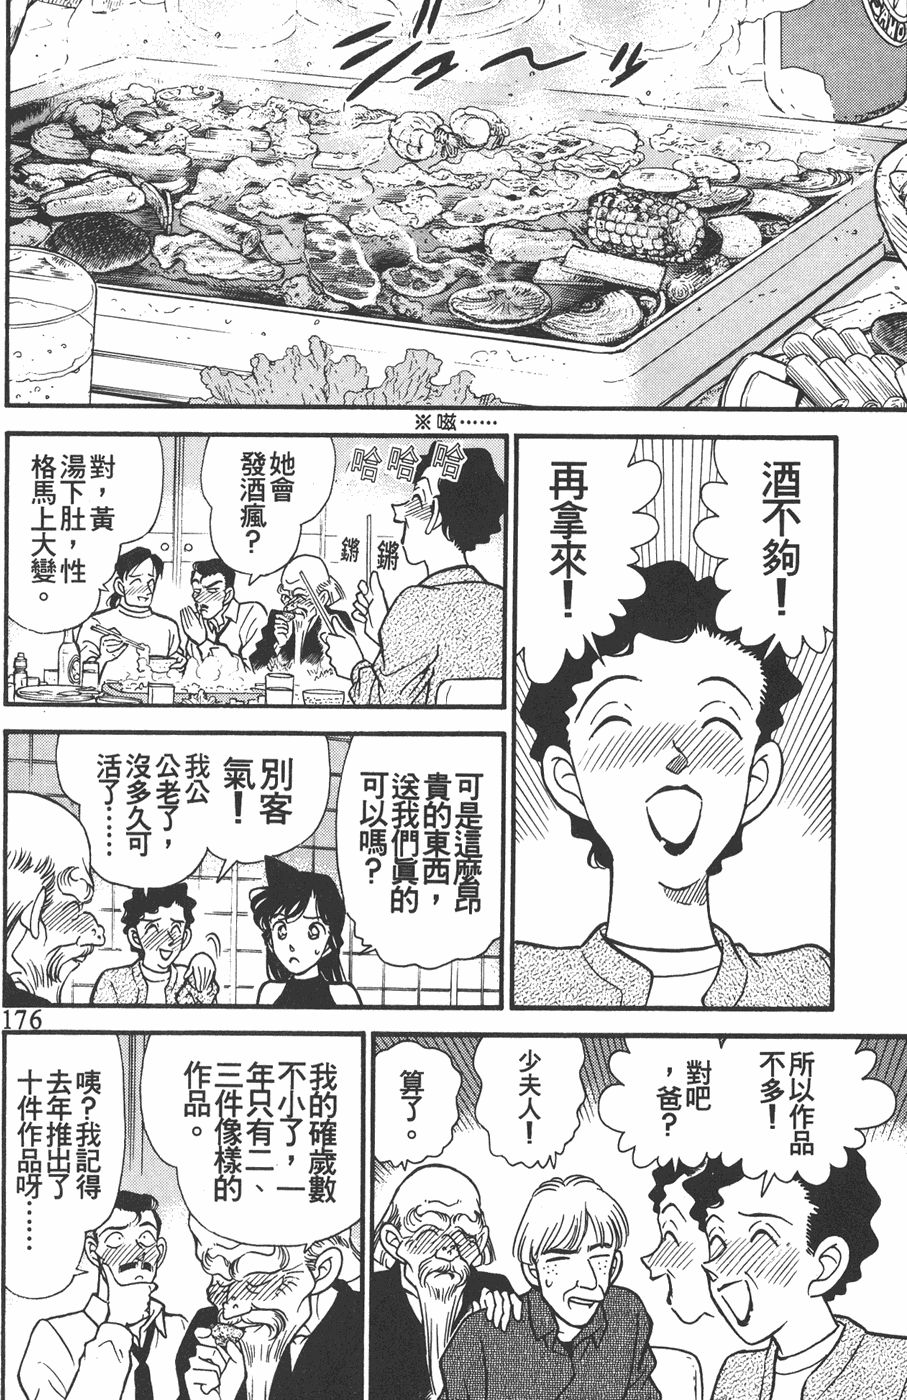 ジュ～ッ
※嗞……
酒不夠！
再拿來！
哈哈哈
鏘
鏘
她會
發酒瘋？
對，黃
湯下肚，性
格馬上大變。
可是這麼昂
貴的東西，
送我們真的
可以嗎？
別客
氣！
我公
公老了，
沒多久可
活了……
176
所以作品
不多！
對吧
，爸？
少夫人！
算了。
我的確歲數
不小了，一
年只有二、
三件像樣的
作品。
咦？我記得
去年推出了
十件作品呀……